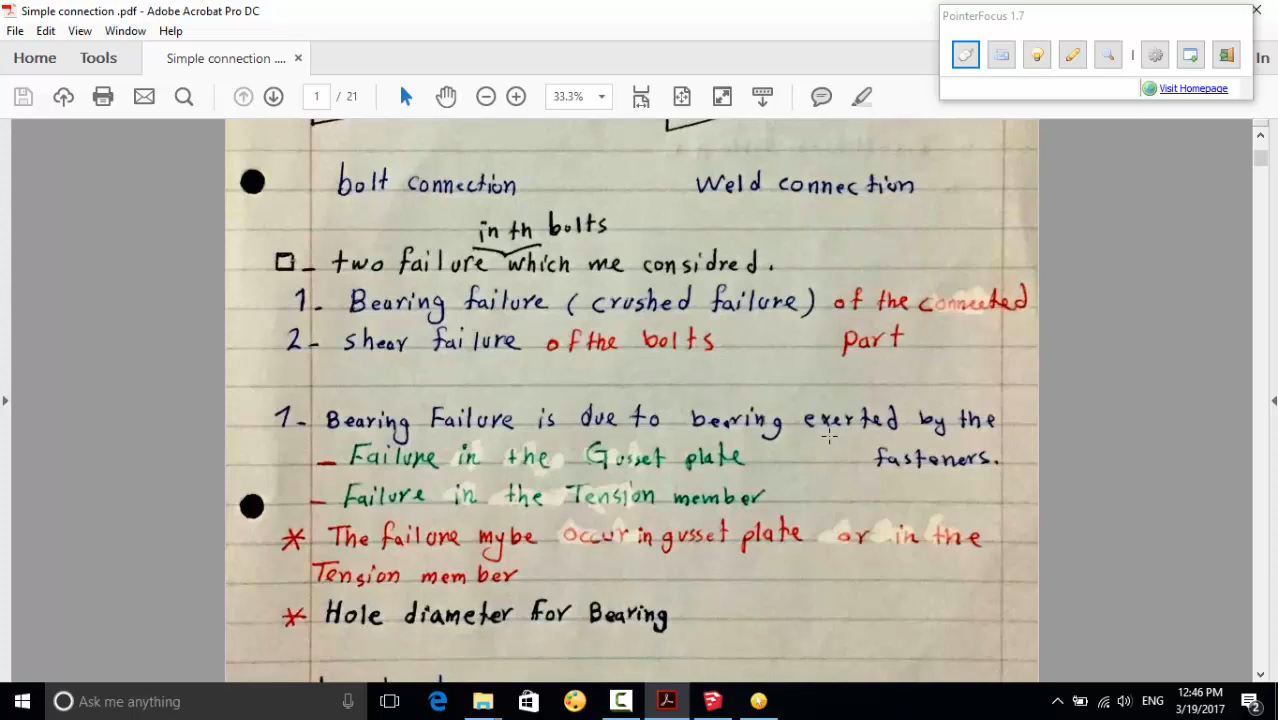 Simple connection .pdf - Adobe Acrobat Pro DC
PointerFocus 1.7
File Edit View Window Help
Home Tools Simple connection .... × In
1 / 21 33.3%
Visit Homepage
bolt connection Weld connection
in th bolts
two failure which me considred.
1- Bearing failure (crushed failure) of the connected
2- shear failure of the bolts part
1- Bearing Failure is due to bearing exerted by the
- Failure in the Gusset plate fasteners.
- Failure in the Tension member
* The failure mybe occur in gusset plate or in the
Tension member
* Hole diameter for Bearing
Ask me anything
ENG
12:46 PM
3/19/2017
2